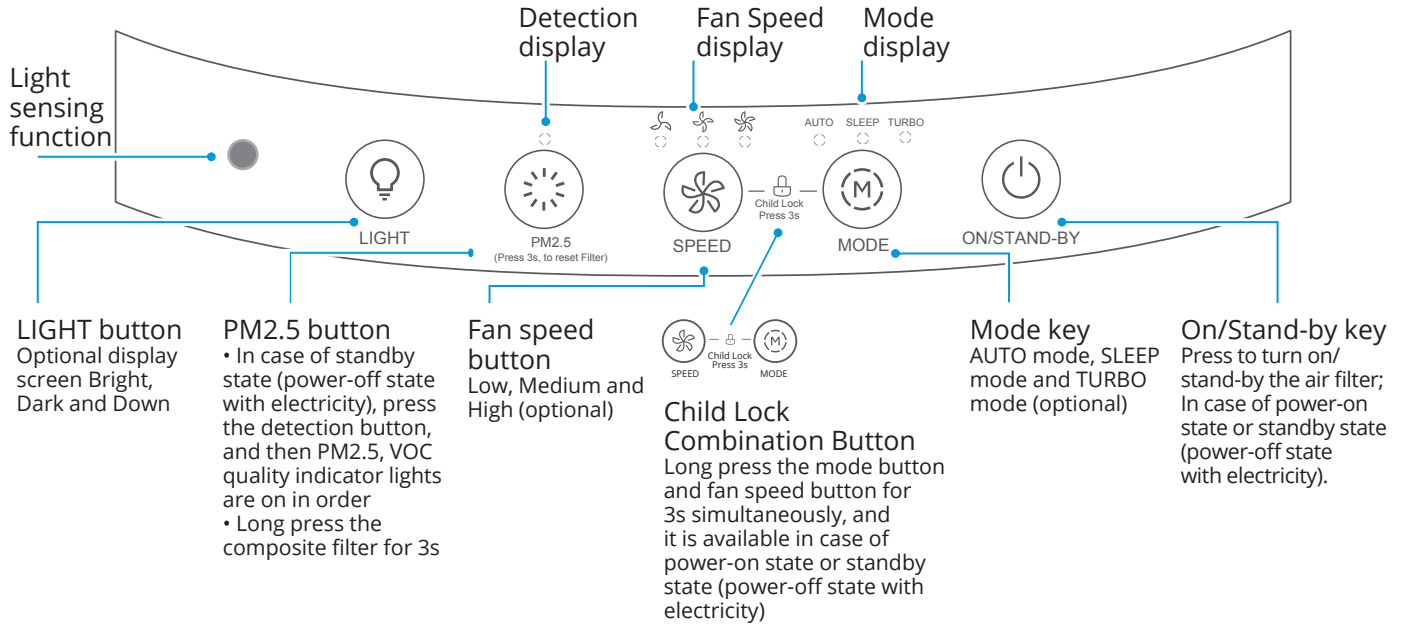 Detection
display
Fan Speed
display
Mode
display
Light
sensing
function
AUTO SLEEP TURBO
Child Lock
Press 3s
LIGHT
PM2.5
(Press 3s, to reset Filter)
SPEED
MODE
ON/STAND-BY
LIGHT button
Optional display
screen Bright,
Dark and Down
PM2.5 button
• In case of standby
state (power-off state
with electricity), press
the detection button,
and then PM2.5, VOC
quality indicator lights
are on in order
• Long press the
composite filter for 3s
Fan speed
button
Low, Medium and
High (optional)
Child Lock
Press 3s
SPEED
MODE
Child Lock
Combination Button
Long press the mode button
and fan speed button for
3s simultaneously, and
it is available in case of
power-on state or standby
state (power-off state with
electricity)
Mode key
AUTO mode, SLEEP
mode and TURBO
mode (optional)
On/Stand-by key
Press to turn on/
stand-by the air filter;
In case of power-on
state or standby state
(power-off state
with electricity).